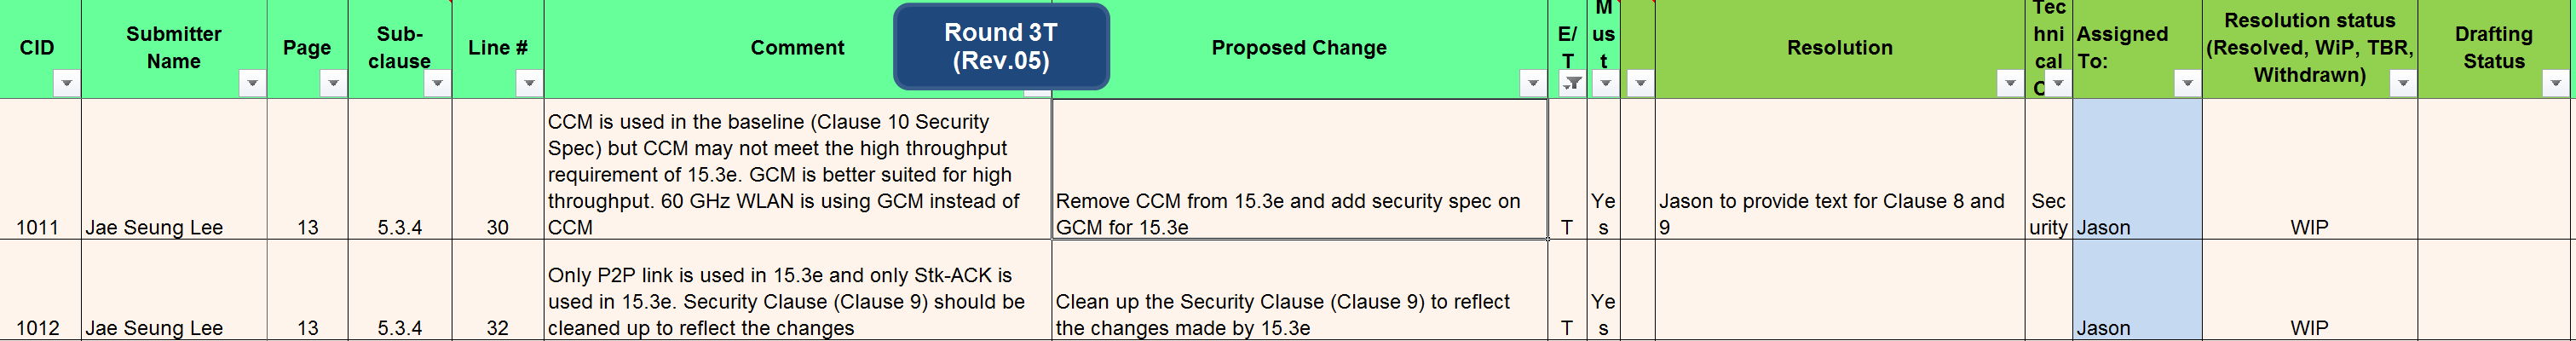 CID
Submitter
Name
Page
Sub-
clause
Line #
Comment
Round 3T
(Rev.05)
Proposed Change
E/
T
M
us
t
Resolution
Tec
hni
cal
C
Assigned
To:
Resolution status
(Resolved, WiP, TBR,
Withdrawn)
Drafting
Status
1011
Jae Seung Lee
13
5.3.4
30
CCM is used in the baseline (Clause 10 Security
Spec) but CCM may not meet the high throughput
requirement of 15.3e. GCM is better suited for high
throughput. 60 GHz WLAN is using GCM instead of
CCM
Remove CCM from 15.3e and add security spec on
GCM for 15.3e
T
Ye
s
Jason to provide text for Clause 8 and
9
Sec
urity
Jason
WIP
1012
Jae Seung Lee
13
5.3.4
32
Only P2P link is used in 15.3e and only Stk-ACK is
used in 15.3e. Security Clause (Clause 9) should be
cleaned up to reflect the changes
Clean up the Security Clause (Clause 9) to reflect
the changes made by 15.3e
T
Ye
s
Jason
WIP